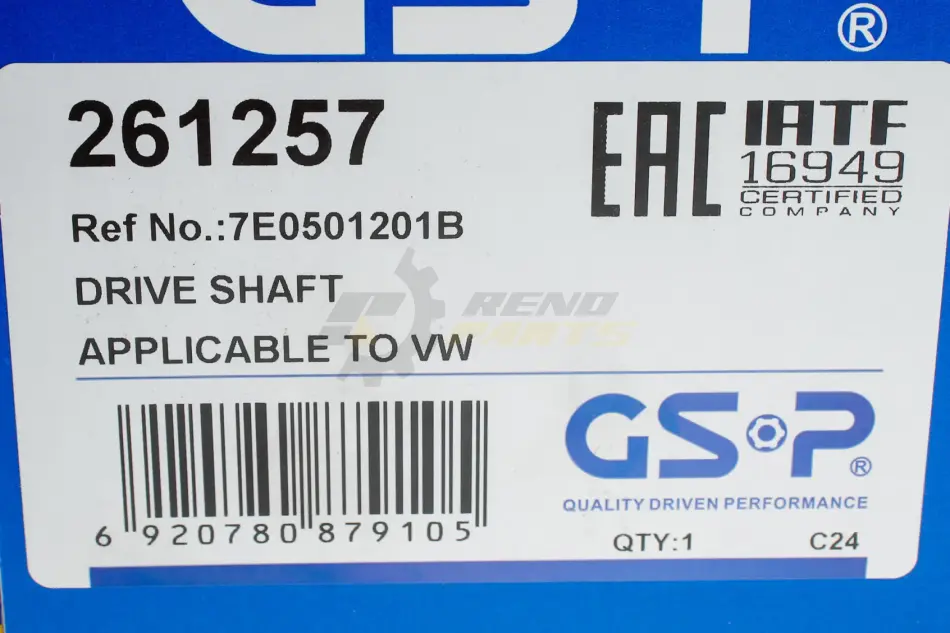 GSP ®
261257
EAC
IATF
16949
CERTIFIED
COMPANY
Ref No.:7E0501201B
DRIVE SHAFT
RENO
PARTS
APPLICABLE TO VW
GSP ®
QUALITY DRIVEN PERFORMANCE
6 920780 879105
QTY:1
C24